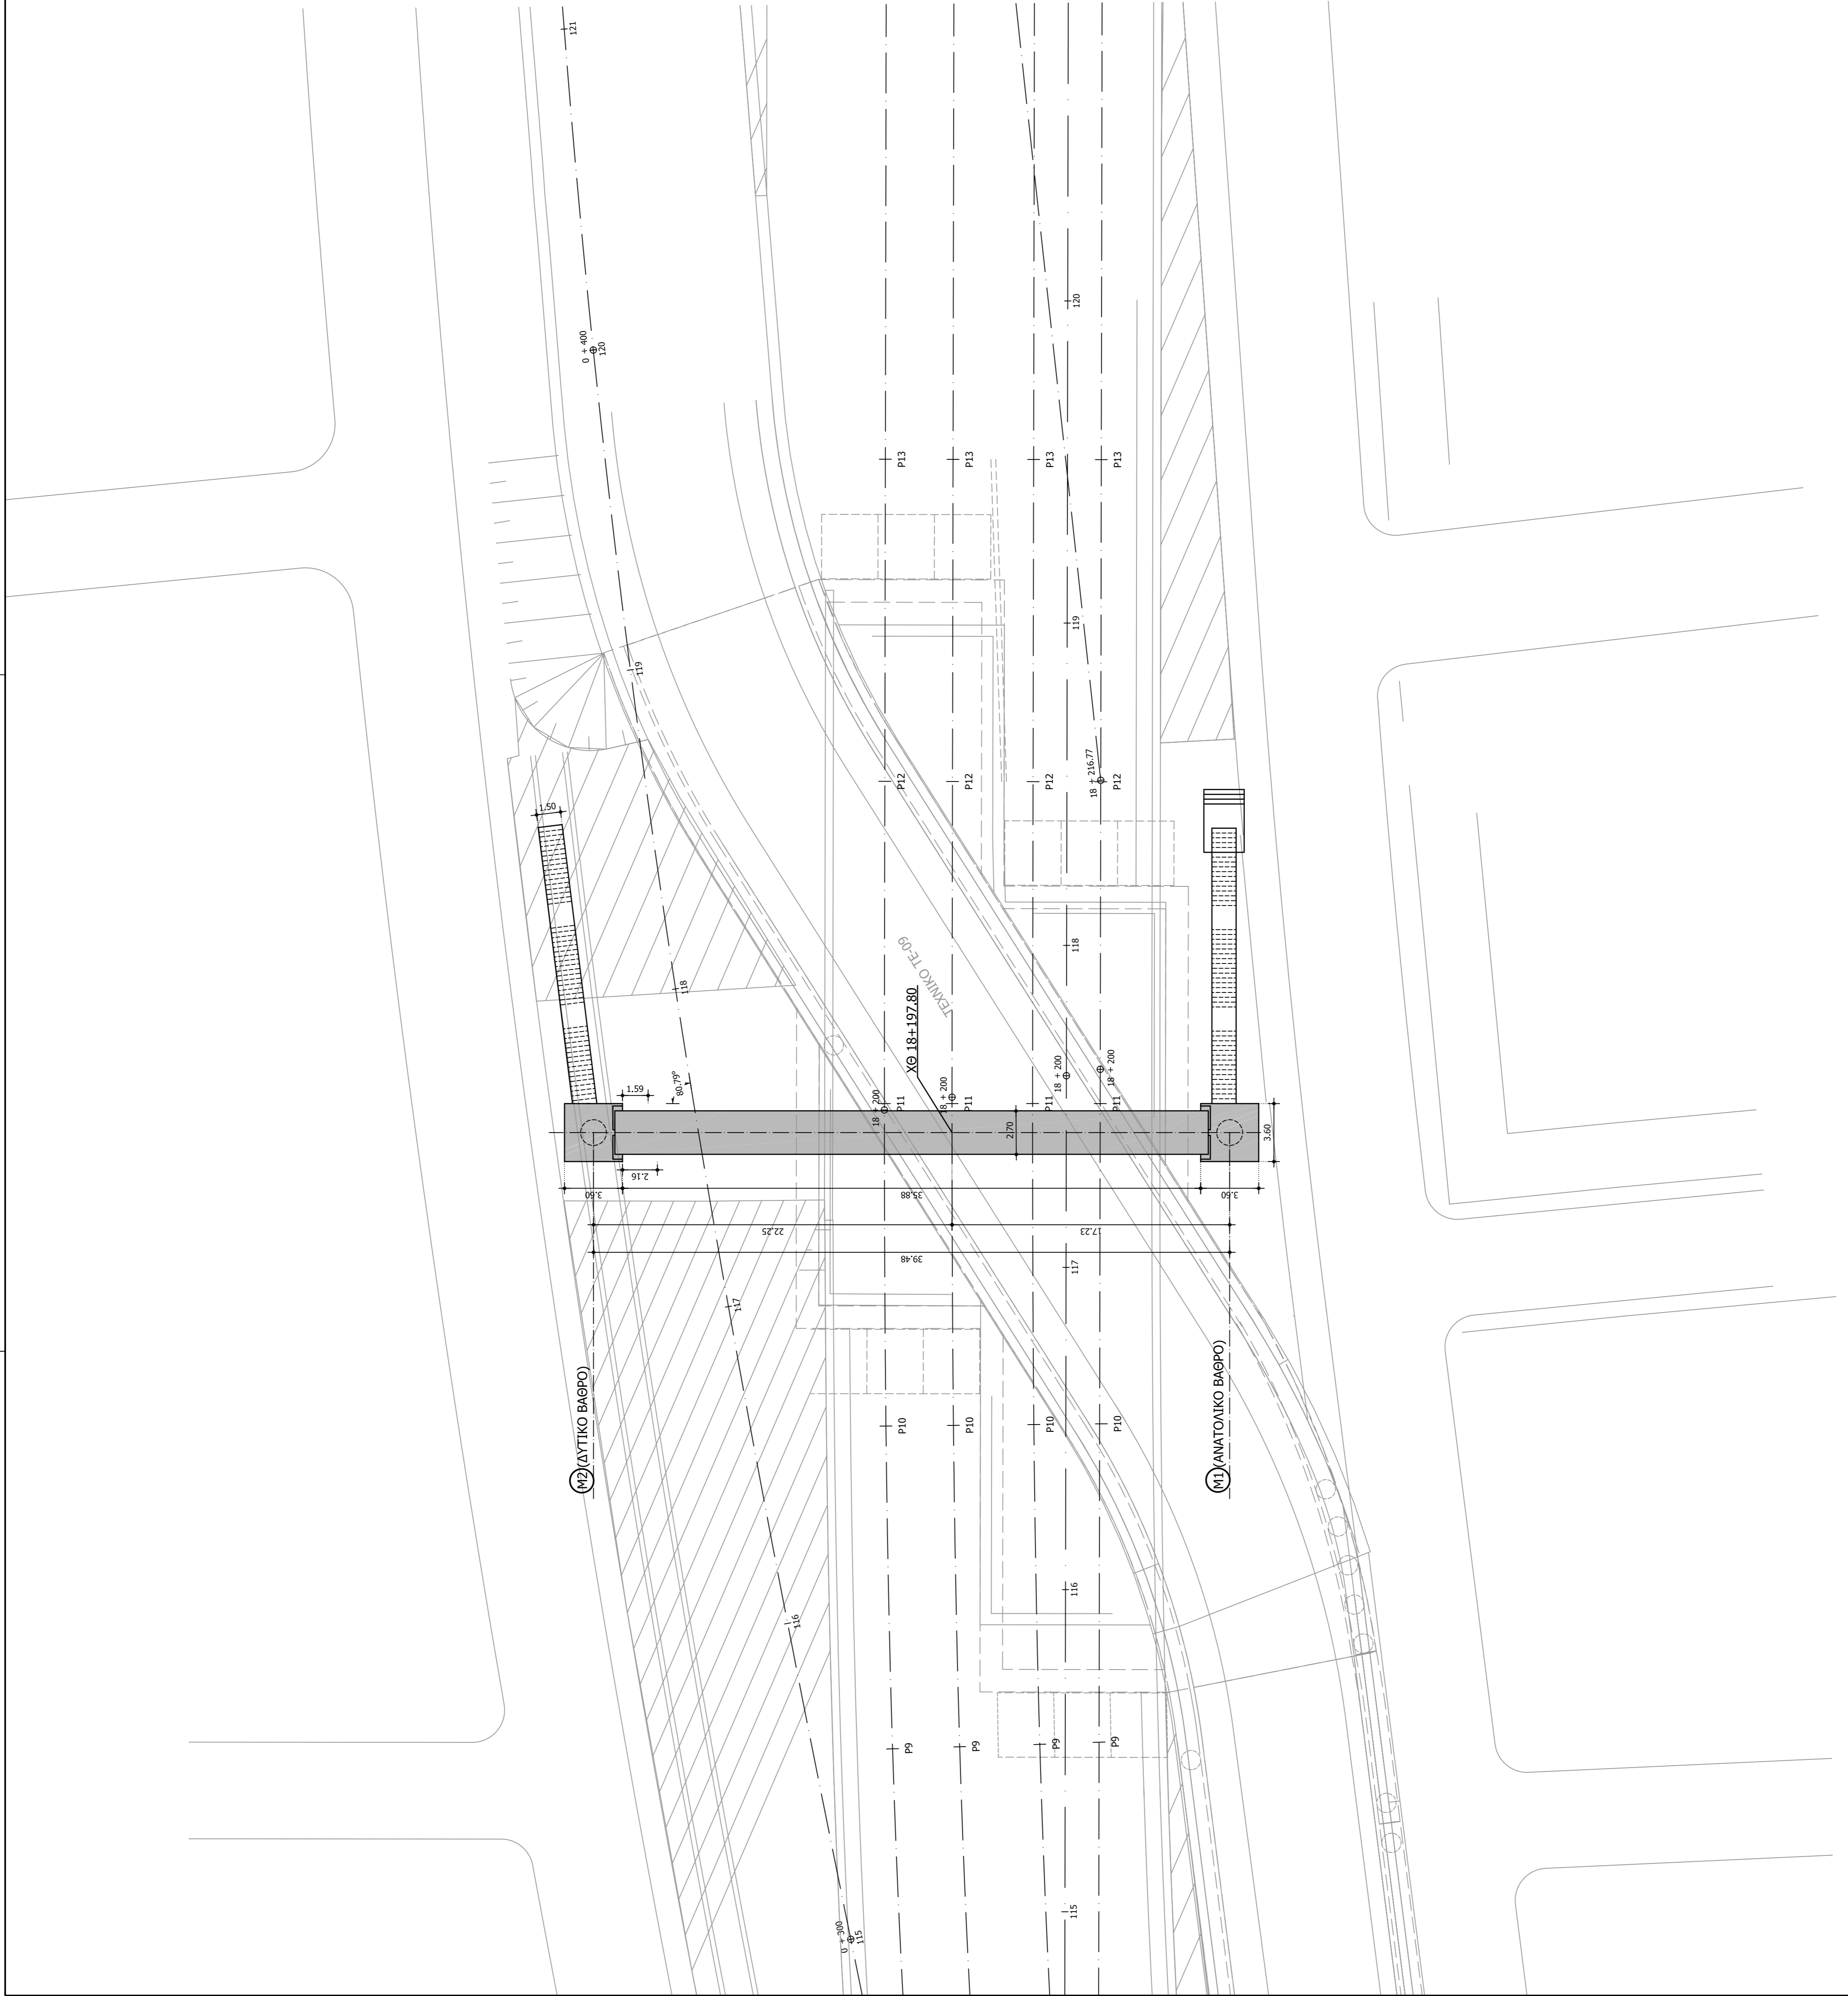 121
0 + 400
120
120
P13
P13
P13
P13
119
119
P12
P12
P12
18 + 216.77
P12
1.50
ΤΕΧΝΙΚΟ ΤΕ-09
118
118
ΧΘ 18+197.80
80.79°
1.59
18 + 200
P11
18 + 200
P11
P11
18 + 200
18 + 200
P11
2.70
3.60
2.16
3.60
35.88
3.60
22.25
17.23
39.48
117
117
M2 (ΔΥΤΙΚΟ ΒΑΘΡΟ)
M1 (ΑΝΑΤΟΛΙΚΟ ΒΑΘΡΟ)
P10
P10
P10
P10
116
116
P9
P9
P9
P9
115
0 + 300
115